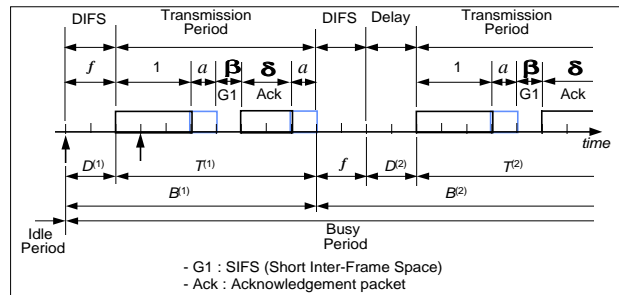 DIFS Transmission Period DIFS Delay Transmission Period
f 1 a β δ a 1 a β δ
G1 Ack G1 Ack
time
D(1) T(1) f D(2) T(2)
B(1) B(2)
Idle Period
Busy Period
- G1 : SIFS (Short Inter-Frame Space)
- Ack : Acknowledgement packet